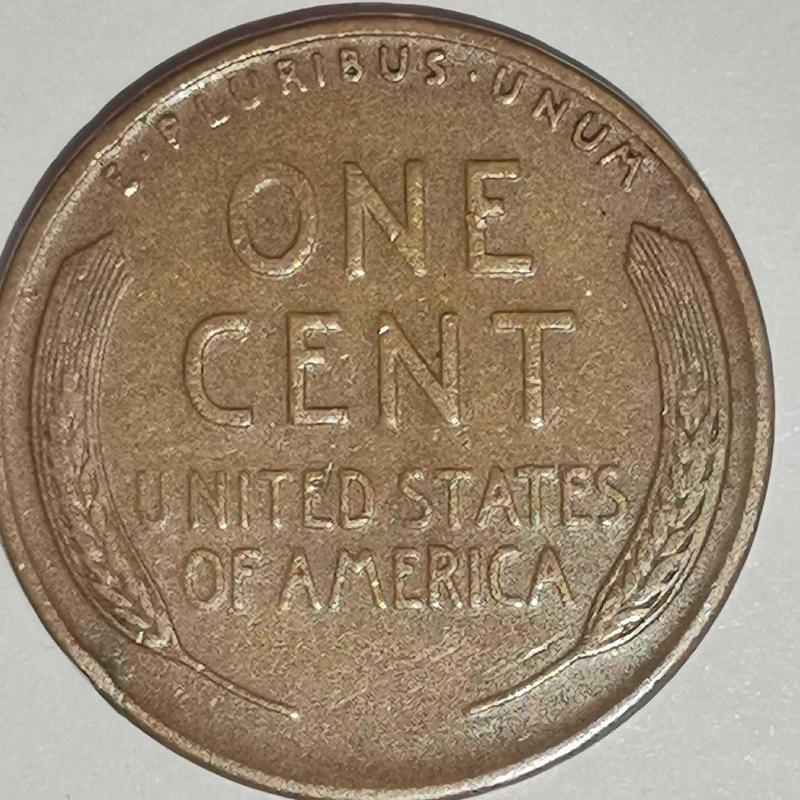 E·PLURIBUS·UNUM
ONE
CENT
UNITED STATES
OF AMERICA